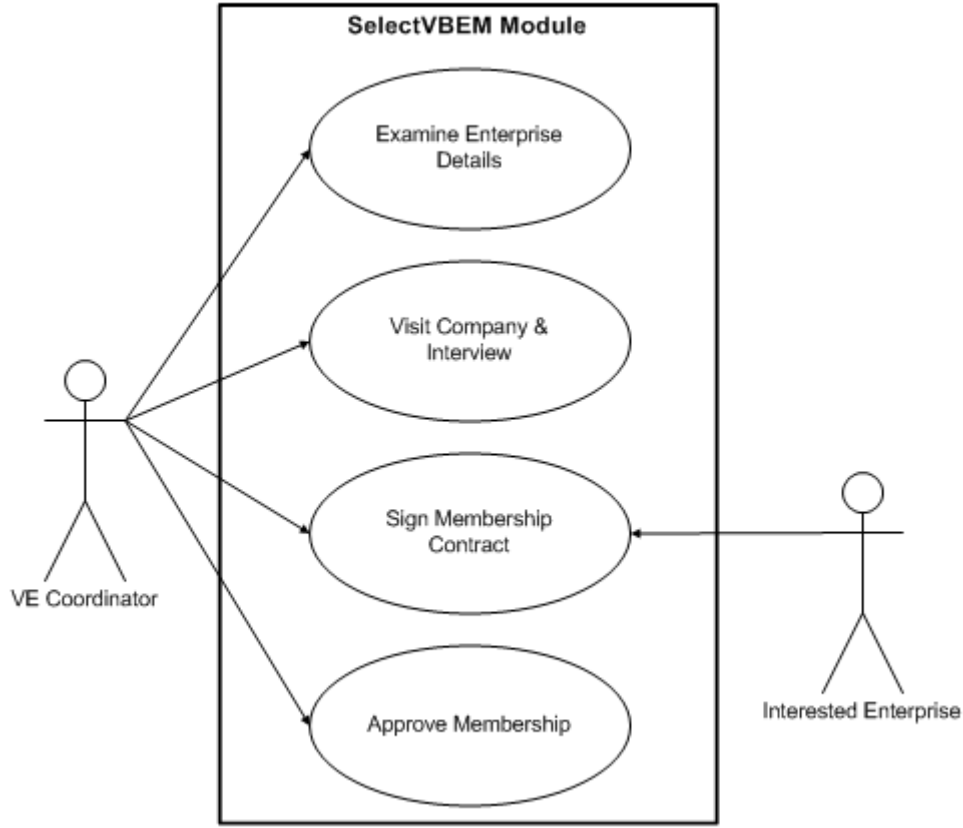 SelectVBEM Module
Examine Enterprise
Details
Visit Company &
Interview
Sign Membership
Contract
VE Coordinator
Approve Membership
Interested Enterprise